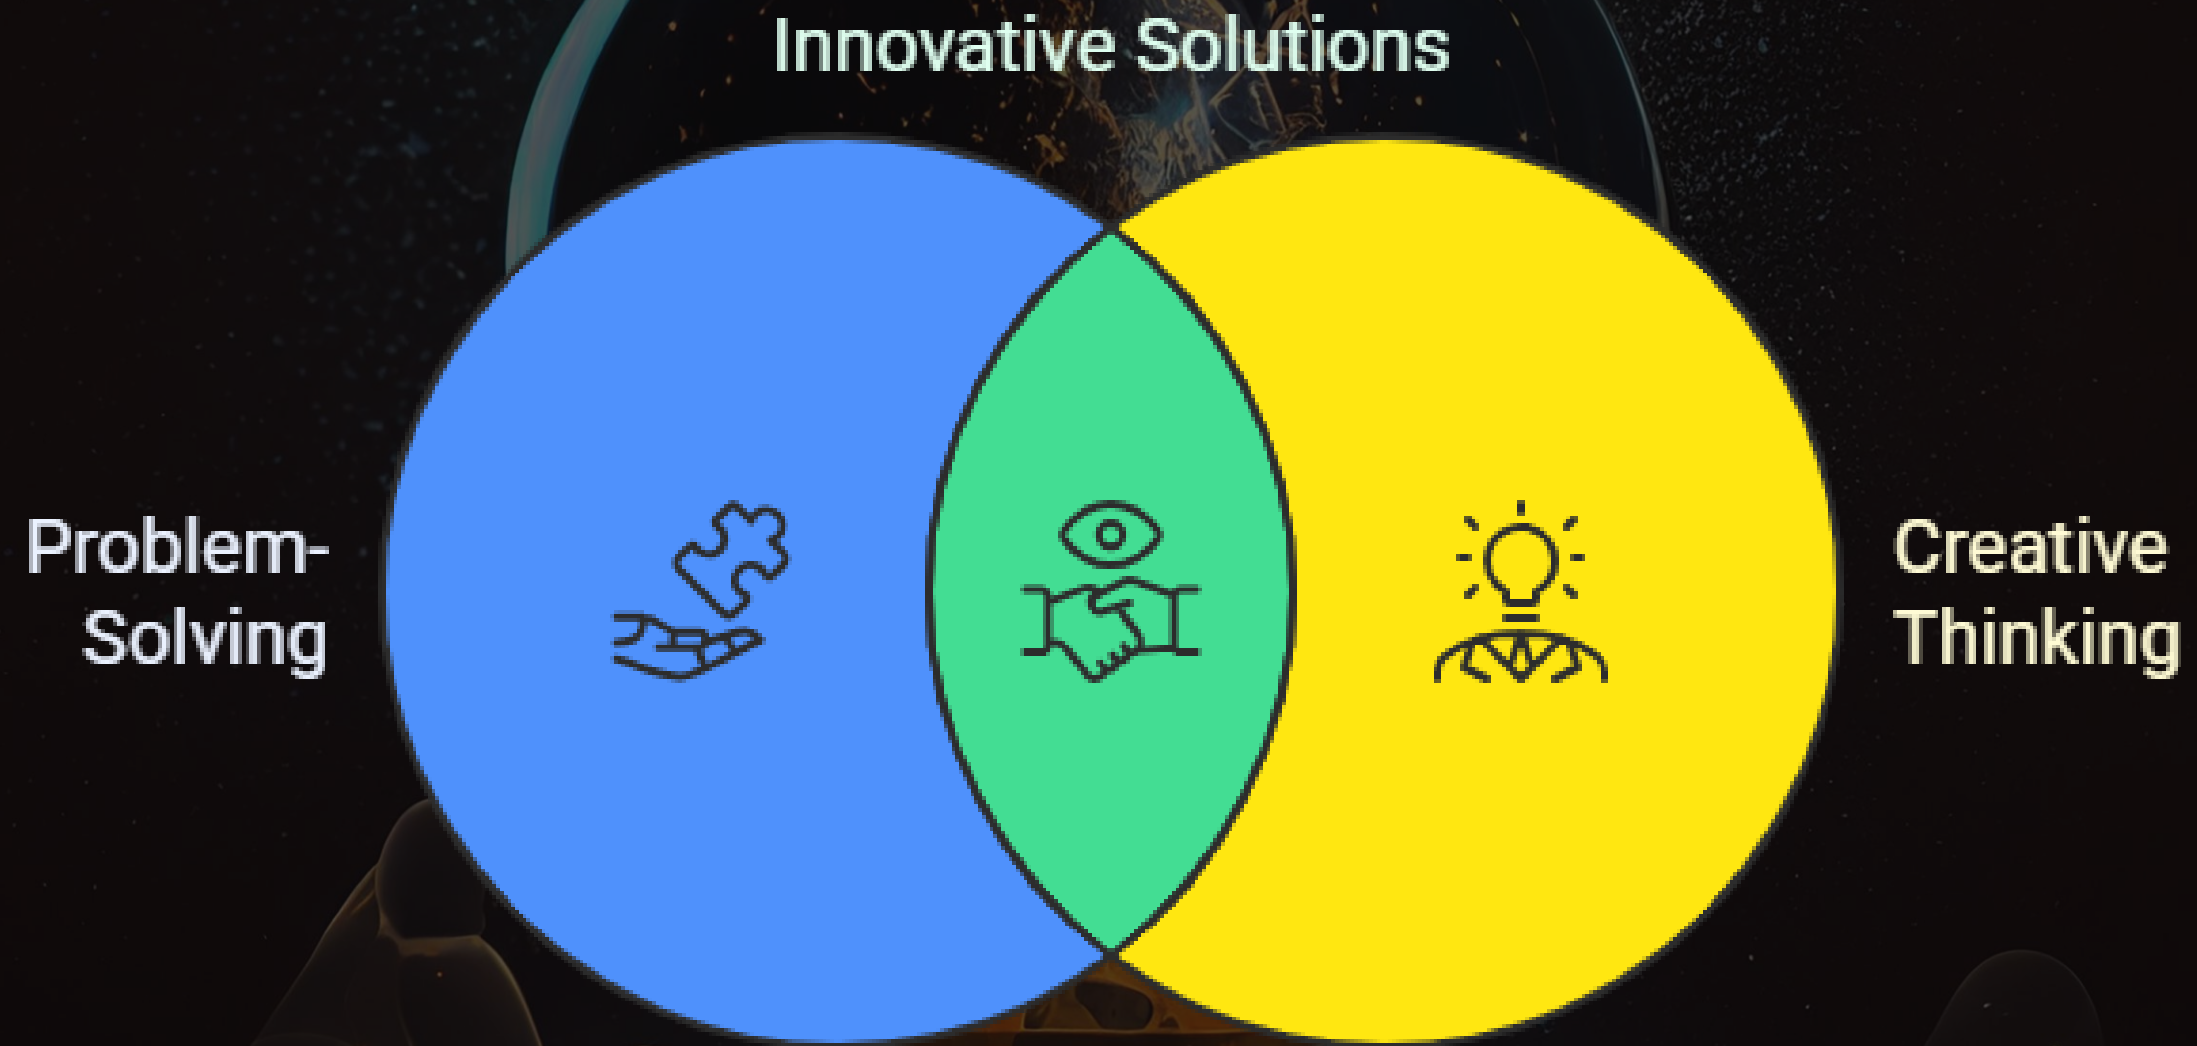 Innovative Solutions
Problem-
Solving
Creative
Thinking